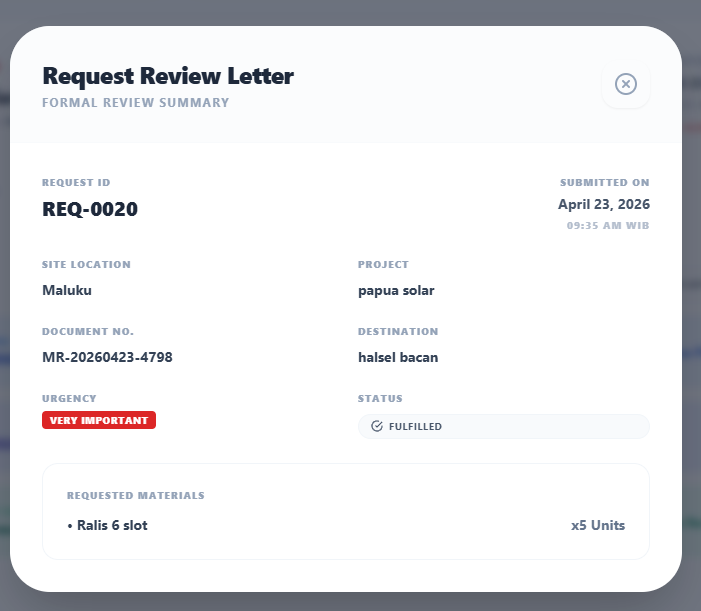 Request Review Letter
FORMAL REVIEW SUMMARY
REQUEST ID
SUBMITTED ON
REQ-0020
April 23, 2026
09:35 AM WIB
SITE LOCATION
PROJECT
Maluku
papua solar
DOCUMENT NO.
DESTINATION
MR-20260423-4798
halsel bacan
URGENCY
STATUS
VERY IMPORTANT
FULFILLED
REQUESTED MATERIALS
• Ralis 6 slot
x5 Units